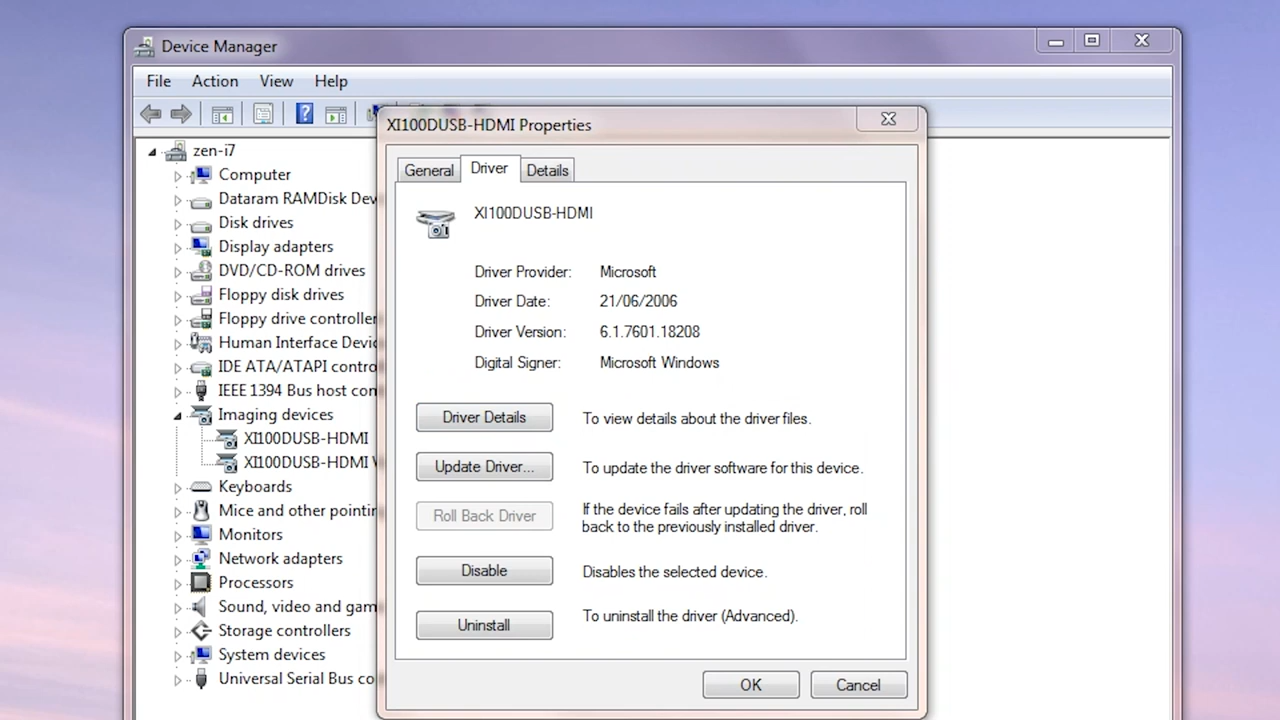 Device Manager
File Action View Help
XI100DUSB-HDMI Properties
zen-i7
Computer
Dataram RAMDisk Dev
Disk drives
Display adapters
DVD/CD-ROM drives
Floppy disk drives
Floppy drive controller
Human Interface Devic
IDE ATA/ATAPI contro
IEEE 1394 Bus host con
Imaging devices
XI100DUSB-HDMI
XI100DUSB-HDMI V
Keyboards
Mice and other pointin
Monitors
Network adapters
Processors
Sound, video and gam
Storage controllers
System devices
Universal Serial Bus co
General Driver Details
XI100DUSB-HDMI
Driver Provider: Microsoft
Driver Date: 21/06/2006
Driver Version: 6.1.7601.18208
Digital Signer: Microsoft Windows
Driver Details To view details about the driver files.
Update Driver... To update the driver software for this device.
Roll Back Driver If the device fails after updating the driver, roll
back to the previously installed driver.
Disable Disables the selected device.
Uninstall To uninstall the driver (Advanced).
OK Cancel